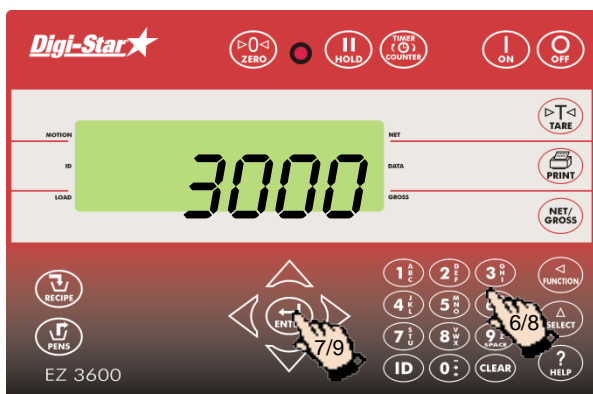 Digi-Star
▷0◁
ZERO
HOLD
TIMER
COUNTER
ON
OFF
MOTION
ID
LOAD
3000
NET
DATA
GROSS
▷T◁
TARE
PRINT
NET/
GROSS
RECIPE
PENS
ENTE
7/9
1 A B C
2 D E F
3 G H I
FUNCTION
4 J K L
5 M N O
6/8
SELECT
7 S T U
8 V W X
9 Z SPACE
ID
0 - : +
CLEAR
?
HELP
EZ 3600